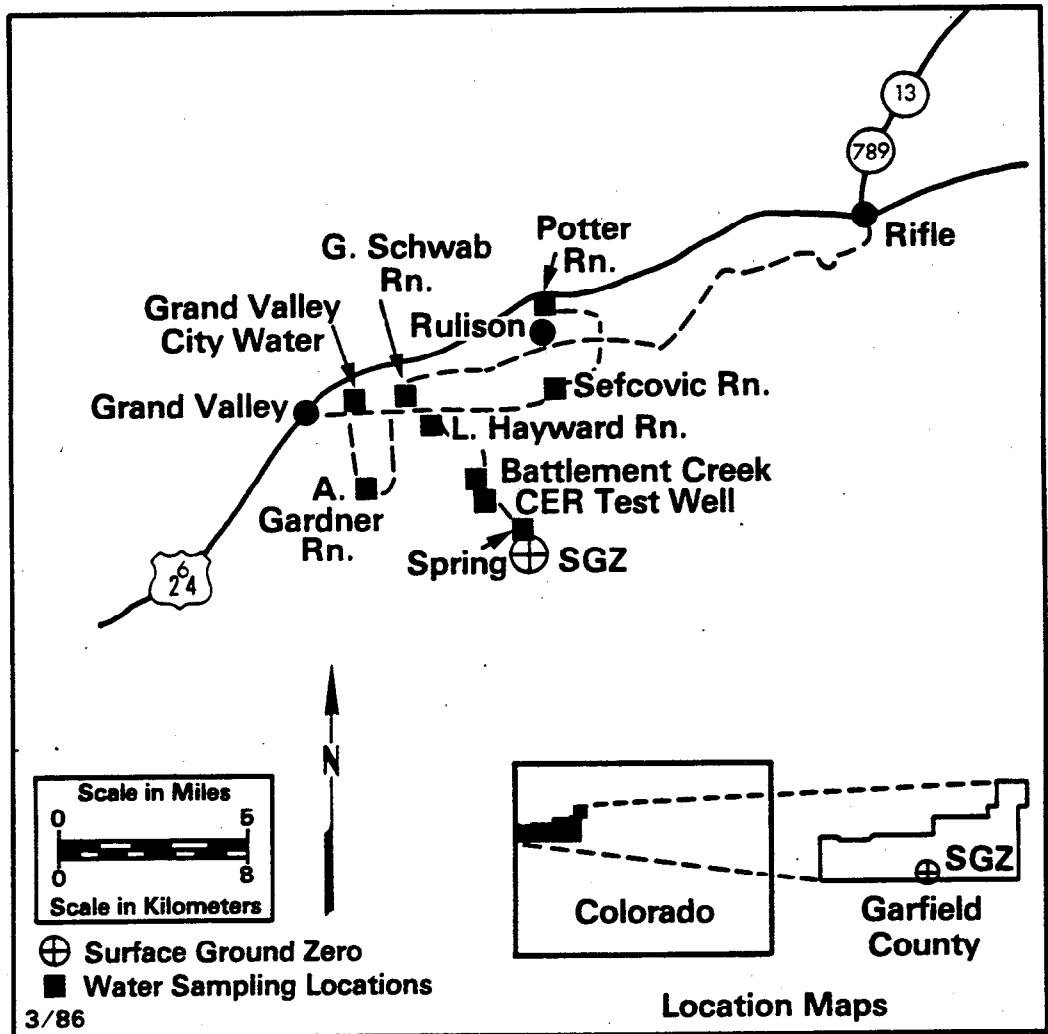 13
789
Rifle
Potter
Rn.
G. Schwab
Rn.
Grand Valley
City Water
Rulison
Grand Valley
Sefcovic Rn.
L. Hayward Rn.
Battlement Creek
CER Test Well
A.
Gardner
Rn.
Spring
SGZ
6
24
N
Scale in Miles
0 5
0 8
Scale in Kilometers
Surface Ground Zero
Water Sampling Locations
3/86
SGZ
Colorado
Garfield
County
Location Maps